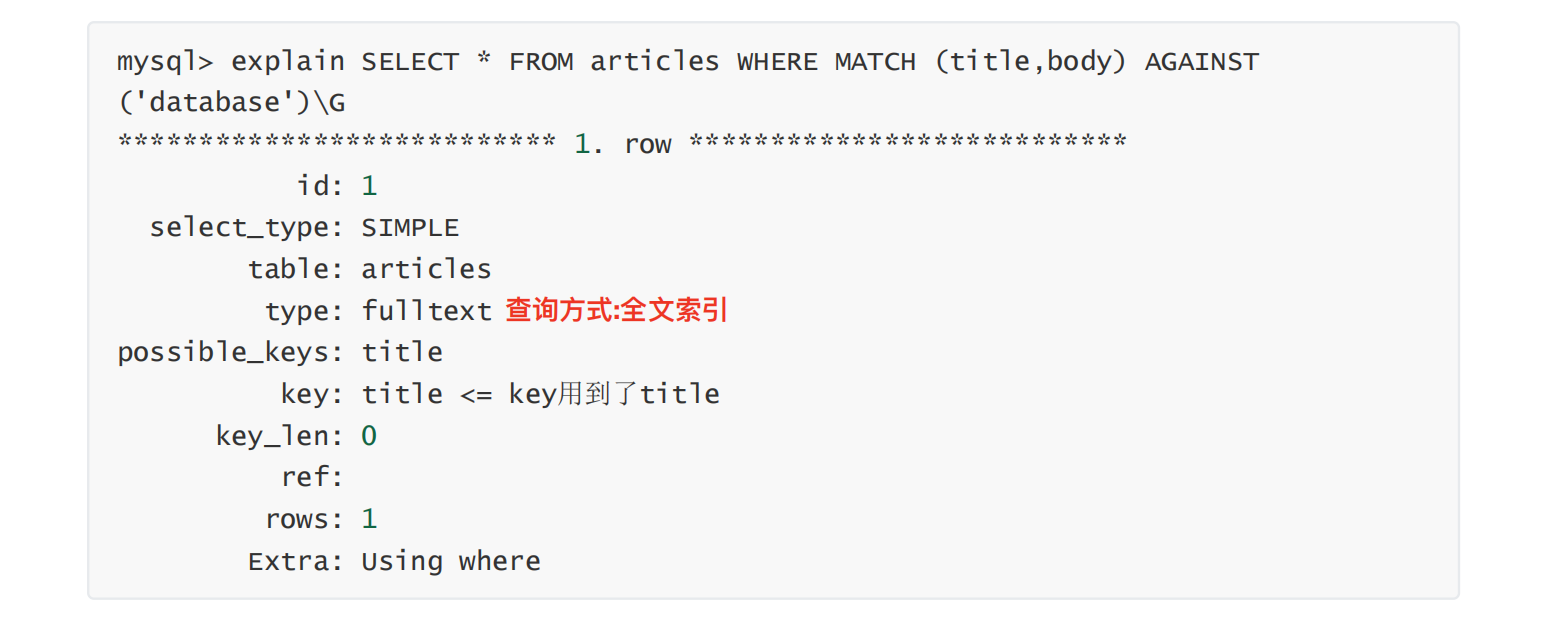 mysql> explain SELECT * FROM articles WHERE MATCH (title,body) AGAINST
('database')\G
*************************** 1. row ***************************
id: 1
select_type: SIMPLE
table: articles
type: fulltext 查询方式:全文索引
possible_keys: title
key: title <= key用到了title
key_len: 0
ref:
rows: 1
Extra: Using where